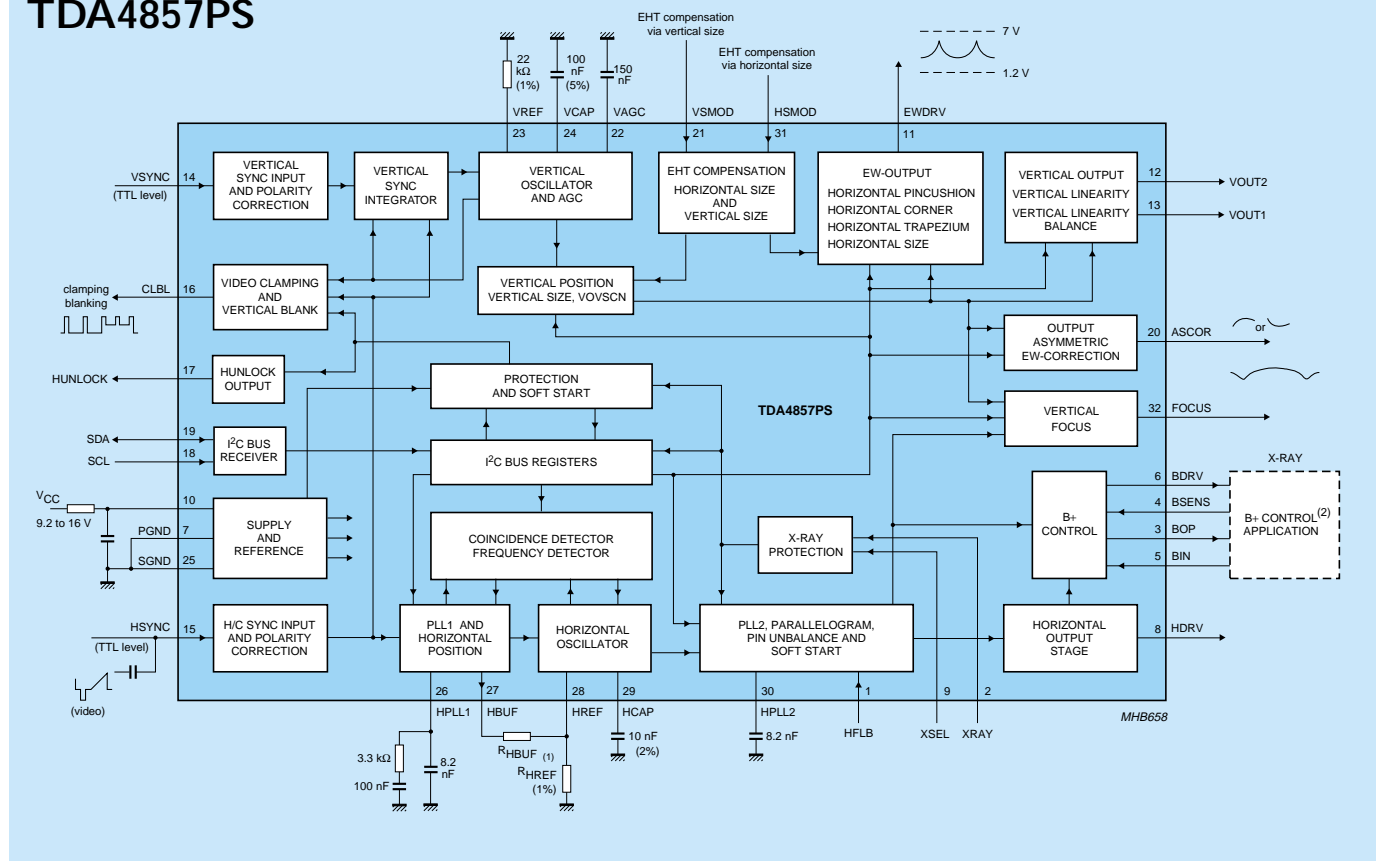 TDA4857PS
EHT compensation
via vertical size
EHT compensation
via horizontal size
7 V
1.2 V
22
kΩ
(1%)
100
nF
(5%)
150
nF
VREF
VCAP
VAGC
VSMOD
HSMOD
EWDRV
23
24
22
21
31
11
VSYNC
(TTL level)
14
VERTICAL
SYNC INPUT
AND POLARITY
CORRECTION
VERTICAL
SYNC
INTEGRATOR
VERTICAL
OSCILLATOR
AND AGC
EHT COMPENSATION
HORIZONTAL SIZE
AND
VERTICAL SIZE
EW-OUTPUT
HORIZONTAL PINCUSHION
HORIZONTAL CORNER
HORIZONTAL TRAPEZIUM
HORIZONTAL SIZE
VERTICAL OUTPUT
VERTICAL LINEARITY
VERTICAL LINEARITY
BALANCE
12
VOUT2
13
VOUT1
clamping
blanking
CLBL
16
VIDEO CLAMPING
AND
VERTICAL BLANK
VERTICAL POSITION
VERTICAL SIZE, VOVSCN
OUTPUT
ASYMMETRIC
EW-CORRECTION
20
ASCOR
or
HUNLOCK
17
HUNLOCK
OUTPUT
PROTECTION
AND SOFT START
TDA4857PS
VERTICAL
FOCUS
32
FOCUS
SDA
19
SCL
18
I2C BUS
RECEIVER
I2C BUS REGISTERS
X-RAY
6
BDRV
4
BSENS
3
BOP
5
BIN
B+
CONTROL
B+ CONTROL(2)
APPLICATION
VCC
9.2 to 16 V
10
PGND
7
SGND
25
SUPPLY
AND
REFERENCE
COINCIDENCE DETECTOR
FREQUENCY DETECTOR
X-RAY
PROTECTION
HSYNC
(TTL level)
15
(video)
H/C SYNC INPUT
AND POLARITY
CORRECTION
PLL1 AND
HORIZONTAL
POSITION
HORIZONTAL
OSCILLATOR
PLL2, PARALLELOGRAM,
PIN UNBALANCE AND
SOFT START
HORIZONTAL
OUTPUT
STAGE
8
HDRV
26
27
28
29
30
1
9
2
HPLL1
HBUF
HREF
HCAP
HPLL2
HFLB
XSEL
XRAY
MHB658
3.3 kΩ
100 nF
8.2
nF
RHBUF (1)
RHREF
(1%)
10 nF
(2%)
8.2 nF